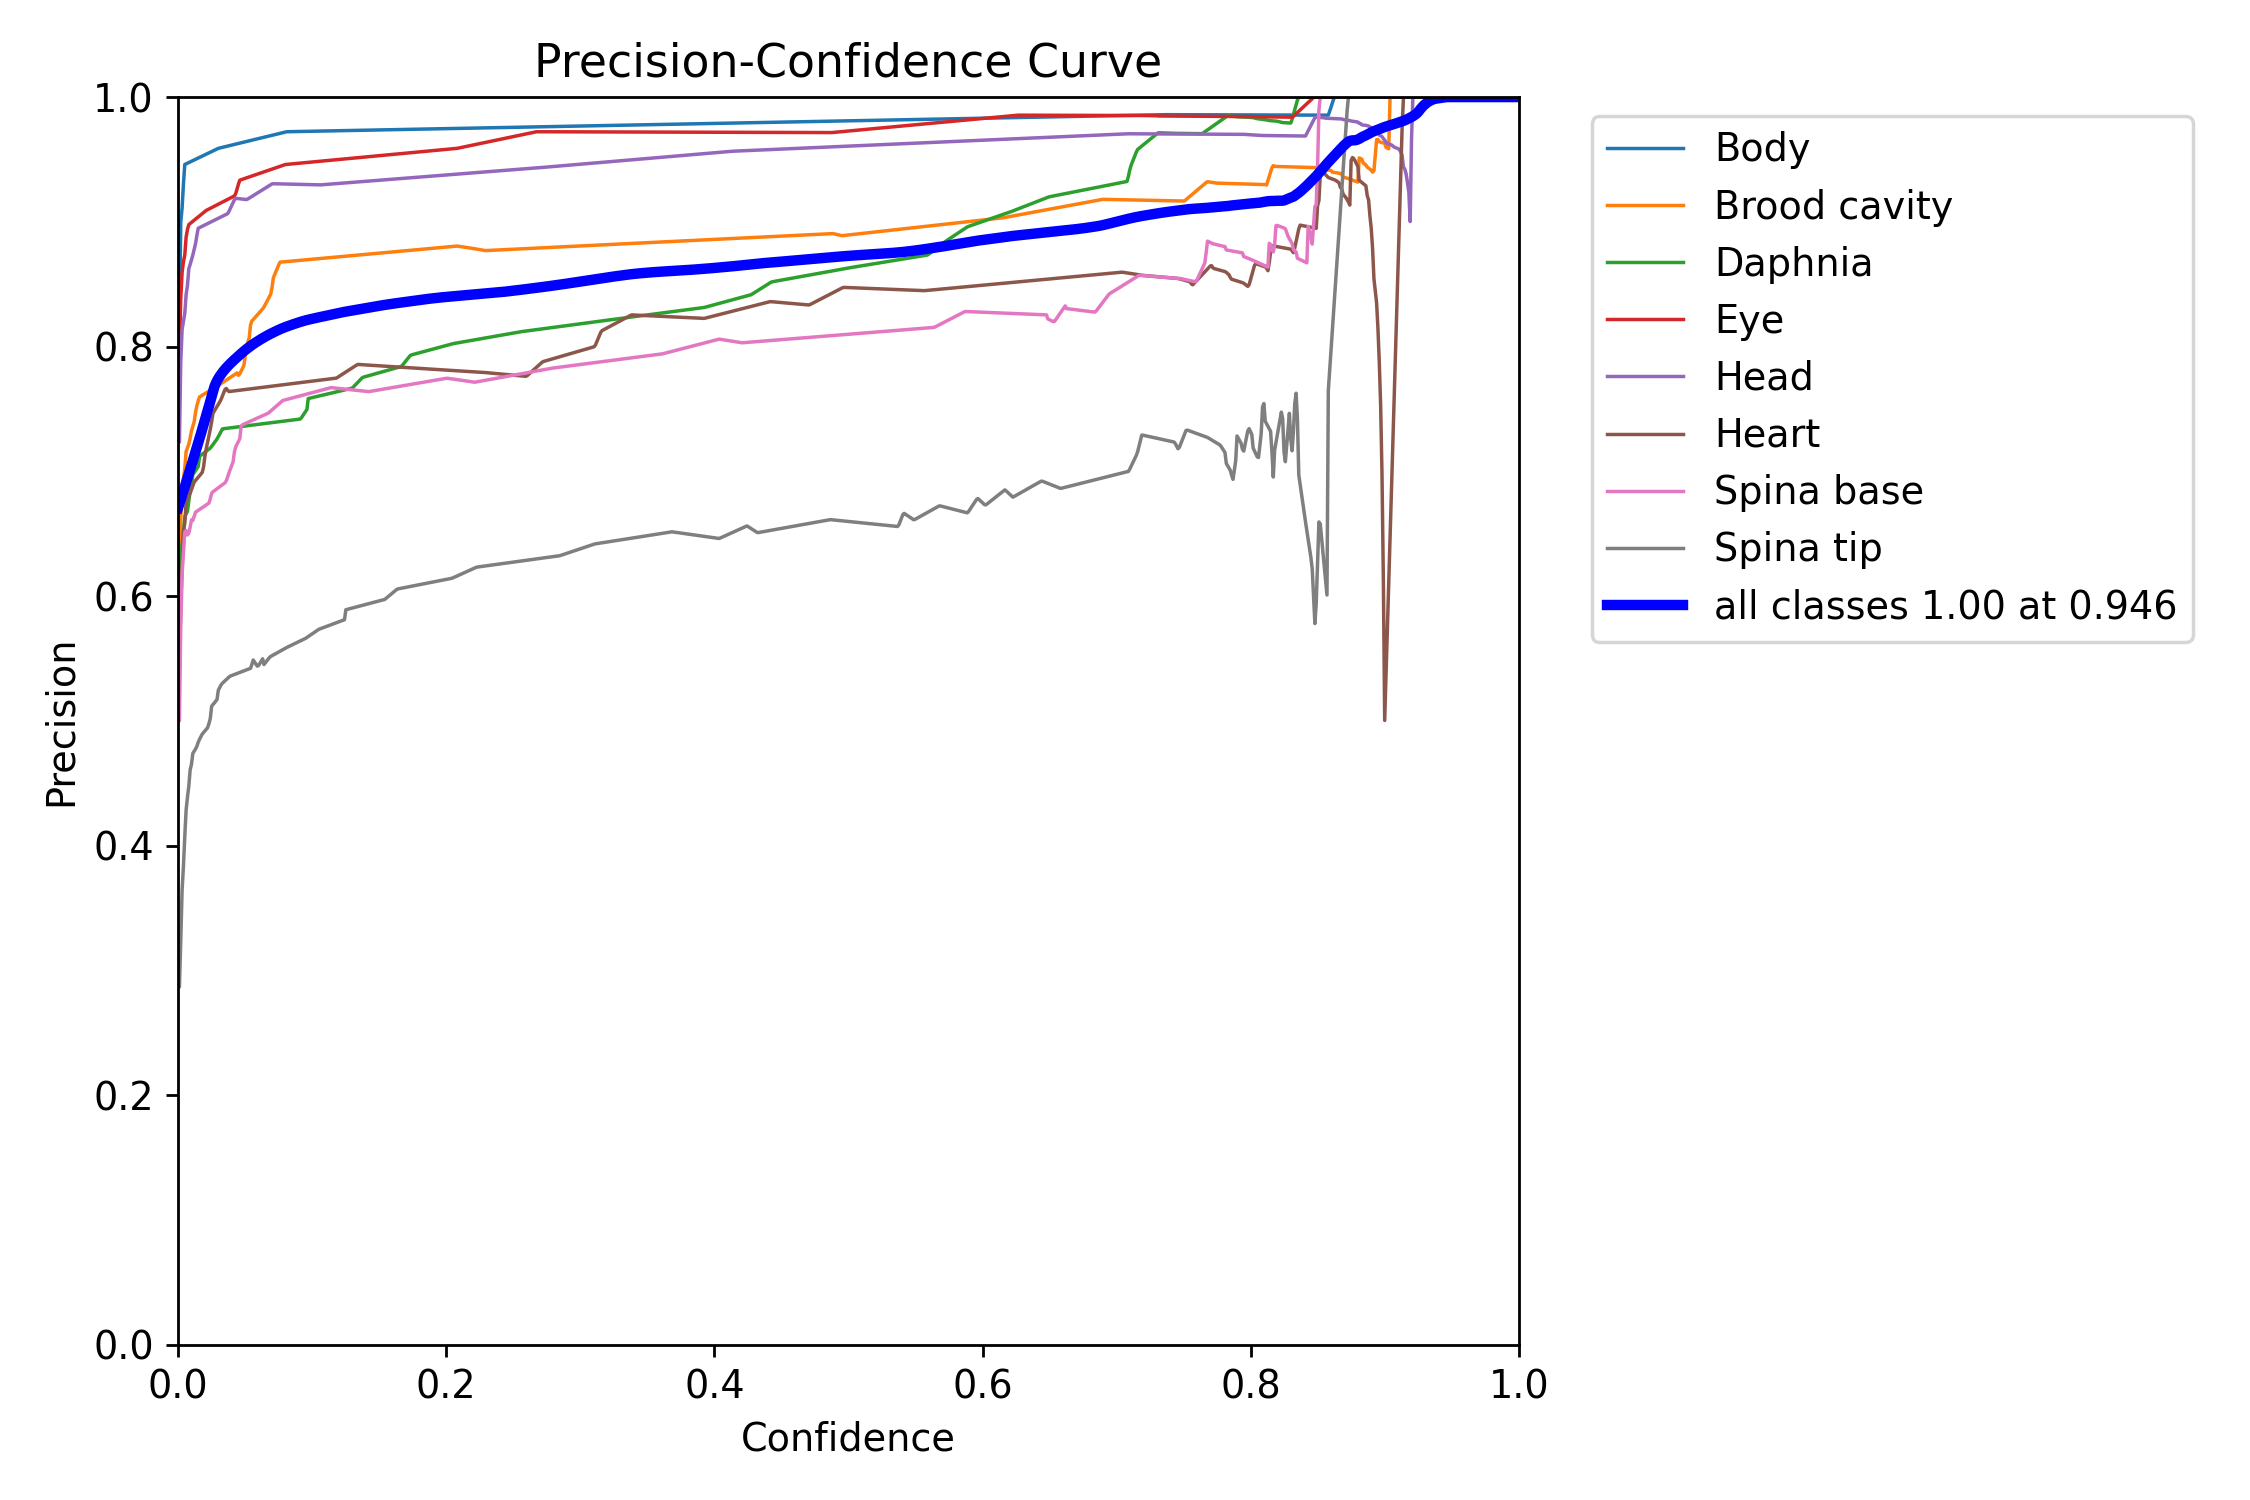 Precision-Confidence Curve
1.0
0.8
0.6
0.4
0.2
0.0
Precision
0.0 0.2 0.4 0.6 0.8 1.0
Confidence
Body
Brood cavity
Daphnia
Eye
Head
Heart
Spina base
Spina tip
all classes 1.00 at 0.946